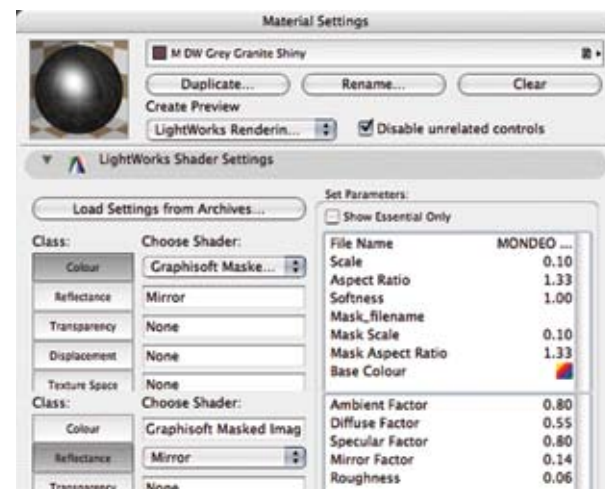 Material Settings
M DW Grey Granite Shiny
Duplicate...
Rename...
Clear
Create Preview
LightWorks Renderin...
Disable unrelated controls
LightWorks Shader Settings
Load Settings from Archives...
Set Parameters:
Show Essential Only
Class:
Choose Shader:
Colour
Graphisoft Maske...
Reflectance
Mirror
Transparency
None
Displacement
None
Texture Space
None
File Name MONDEO ...
Scale 0.10
Aspect Ratio 1.33
Softness 1.00
Mask_filename
Mask Scale 0.10
Mask Aspect Ratio 1.33
Base Colour
Class:
Choose Shader:
Colour
Graphisoft Masked Imag
Reflectance
Mirror
Transparency
None
Ambient Factor 0.80
Diffuse Factor 0.55
Specular Factor 0.80
Mirror Factor 0.14
Roughness 0.06